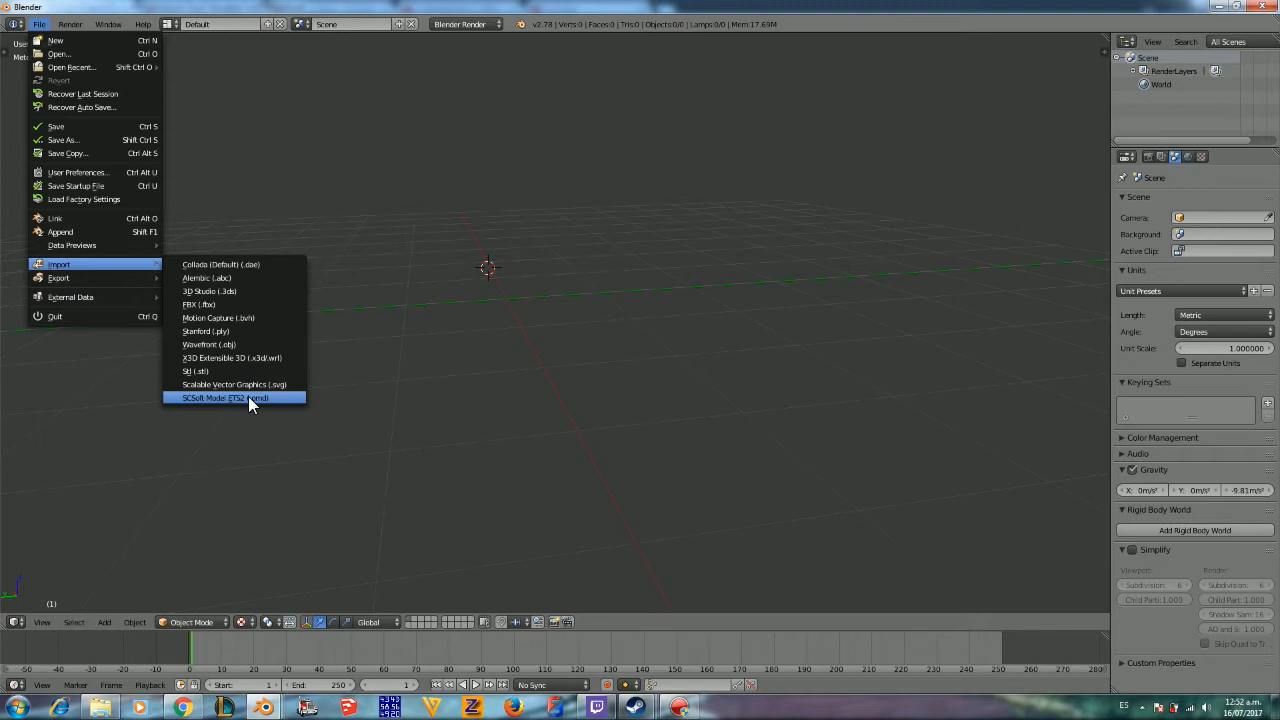 Blender
File Render Window Help Default Scene Blender Render v2.78 | Verts:0 | Faces:0 | Tris:0 | Objects:0/0 | Lamps:0/0 | Mem:17.69M
View Search All Scenes
New Ctrl N
Open... Ctrl O
Open Recent... Shift Ctrl O
Revert
Recover Last Session
Recover Auto Save...
Save Ctrl S
Save As... Shift Ctrl S
Save Copy... Ctrl Alt S
User Preferences... Ctrl Alt U
Save Startup File Ctrl U
Load Factory Settings
Link Ctrl Alt O
Append Shift F1
Data Previews
Import
Export
External Data
Quit Ctrl Q
Collada (Default) (.dae)
Alembic (.abc)
3D Studio (.3ds)
FBX (.fbx)
Motion Capture (.bvh)
Stanford (.ply)
Wavefront (.obj)
X3D Extensible 3D (.x3d/.wrl)
Stl (.stl)
Scalable Vector Graphics (.svg)
SCSoft Model ETS2
(1)
Scene
RenderLayers
World
Scene
Scene
Camera:
Background:
Active Clip:
Units
Unit Presets
Length: Metric
Angle: Degrees
Unit Scale: 1.000000
Separate Units
Keying Sets
Color Management
Audio
Gravity
X: 0m/s² Y: 0m/s² -9.81m/s²
Rigid Body World
Add Rigid Body World
Simplify
Viewport: Render:
Subdivision: 6 Subdivision: 6
Child Parti: 1.000 Child Part: 1.000
Shadow Sam: 16
AO and S: 1.000
Skip Quad to Tr...
Custom Properties
View Select Add Object Object Mode Global
-50 -40 -30 -20 -10 0 10 20 30 40 50 60 70 80 90 100 110 120 130 140 150 160 170 180 190 200 210 220 230 240 250 260 270 280
View Marker Frame Playback Start: 1 End: 250 1 No Sync
ES 12:52 a.m.
16/07/2017